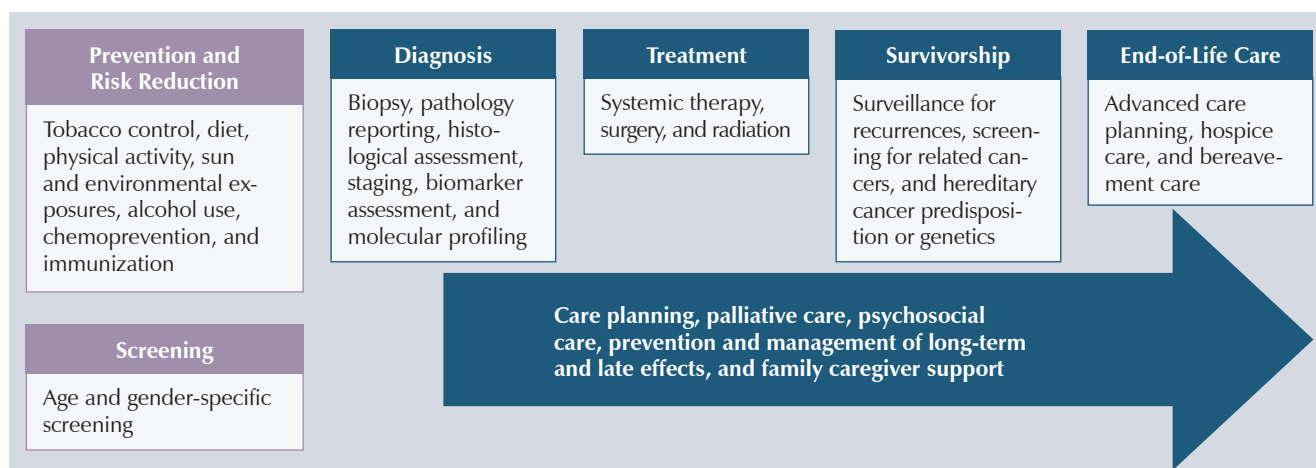 Prevention and
Risk Reduction
Tobacco control, diet,
physical activity, sun
and environmental ex-
posures, alcohol use,
chemoprevention, and
immunization
Screening
Age and gender-specific
screening
Diagnosis
Biopsy, pathology
reporting, histo-
logical assessment,
staging, biomarker
assessment, and
molecular profiling
Treatment
Systemic therapy,
surgery, and radiation
Survivorship
Surveillance for
recurrences, screen-
ing for related can-
cers, and hereditary
cancer predisposi-
tion or genetics
End-of-Life Care
Advanced care
planning, hospice
care, and bereave-
ment care
Care planning, palliative care, psychosocial
care, prevention and management of long-term
and late effects, and family caregiver support